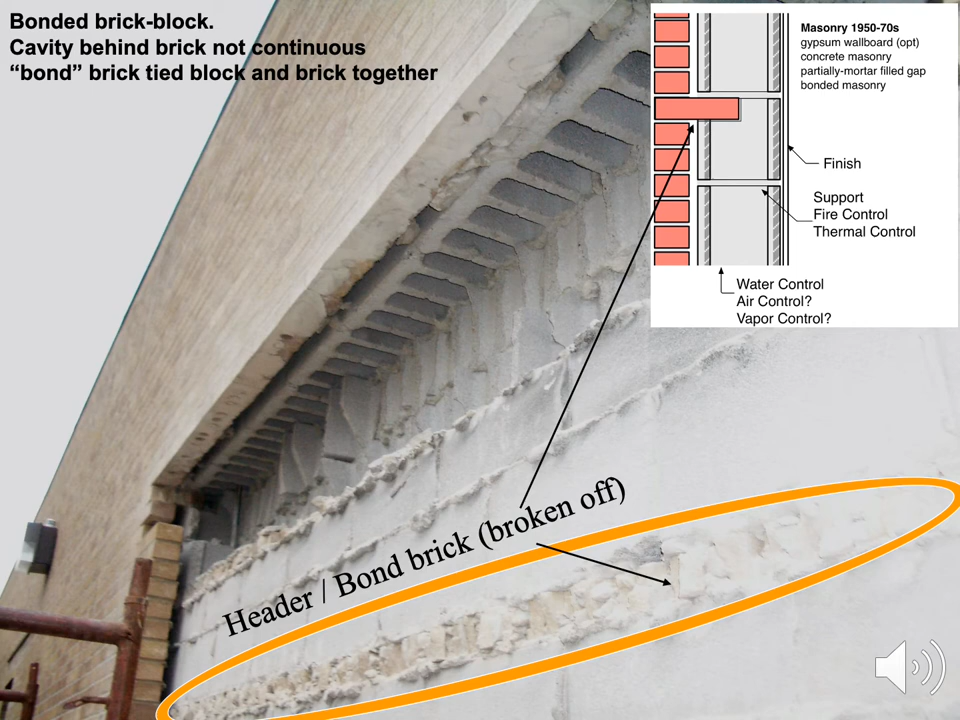 Bonded brick-block.
Cavity behind brick not continuous
“bond” brick tied block and brick together
Masonry 1950-70s
gypsum wallboard (opt)
concrete masonry
partially-mortar filled gap
bonded masonry
Finish
Support
Fire Control
Thermal Control
Water Control
Air Control?
Vapor Control?
Header / Bond brick (broken off)